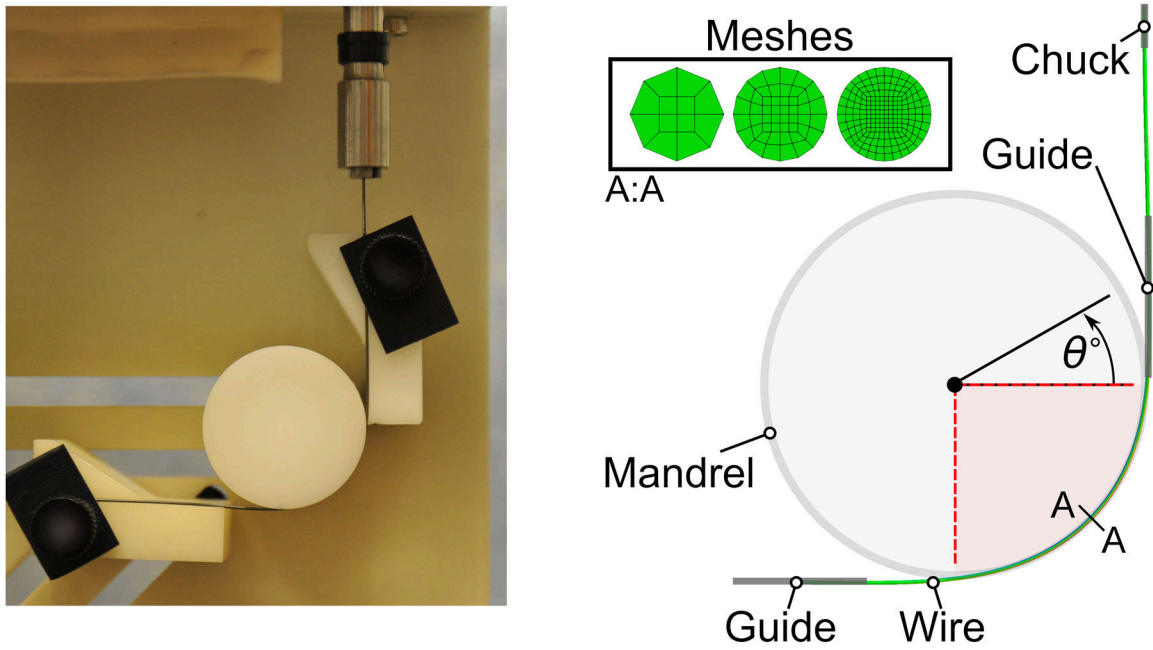 Meshes
A:A
Chuck
Guide
θ°
Mandrel
A
A
Guide
Wire